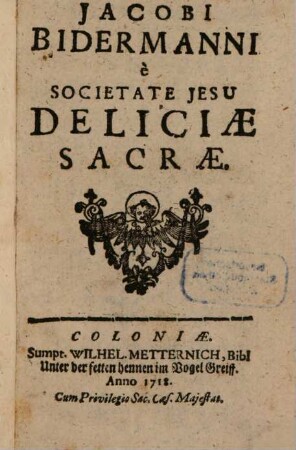 JACOBI
BIDERMANNI
è
SOCIETATE JESU
DELICIÆ
SACRÆ.
COLONIÆ.
Sumpt. WILHEL. METTERNICH, Bibl
Unter der fetten hennen im Vogel Greiff.
Anno 1718.
Cum Privilegio Sac. Cæs. Majestat.